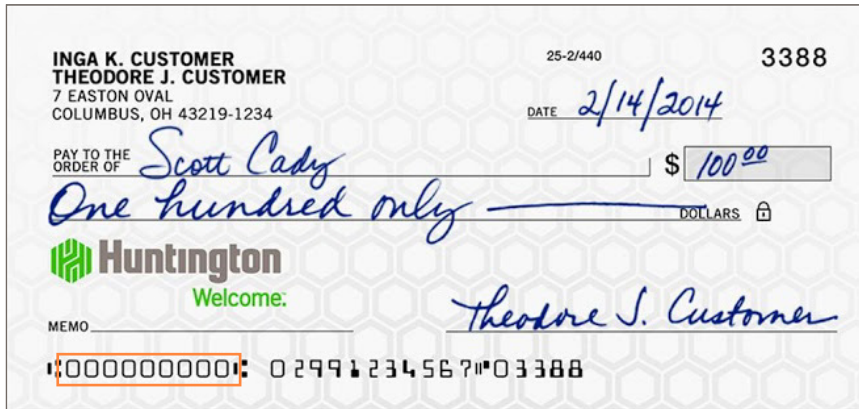 INGA K. CUSTOMER
THEODORE J. CUSTOMER
7 EASTON OVAL
COLUMBUS, OH 43219-1234
25-2/440
3388
DATE 2/14/2014
PAY TO THE ORDER OF Scott Cady $ 100 00
One hundred only DOLLARS
Huntington
Welcome.
MEMO
Theodore J. Customer
⑆000000000⑆ 02991234567⑈03388